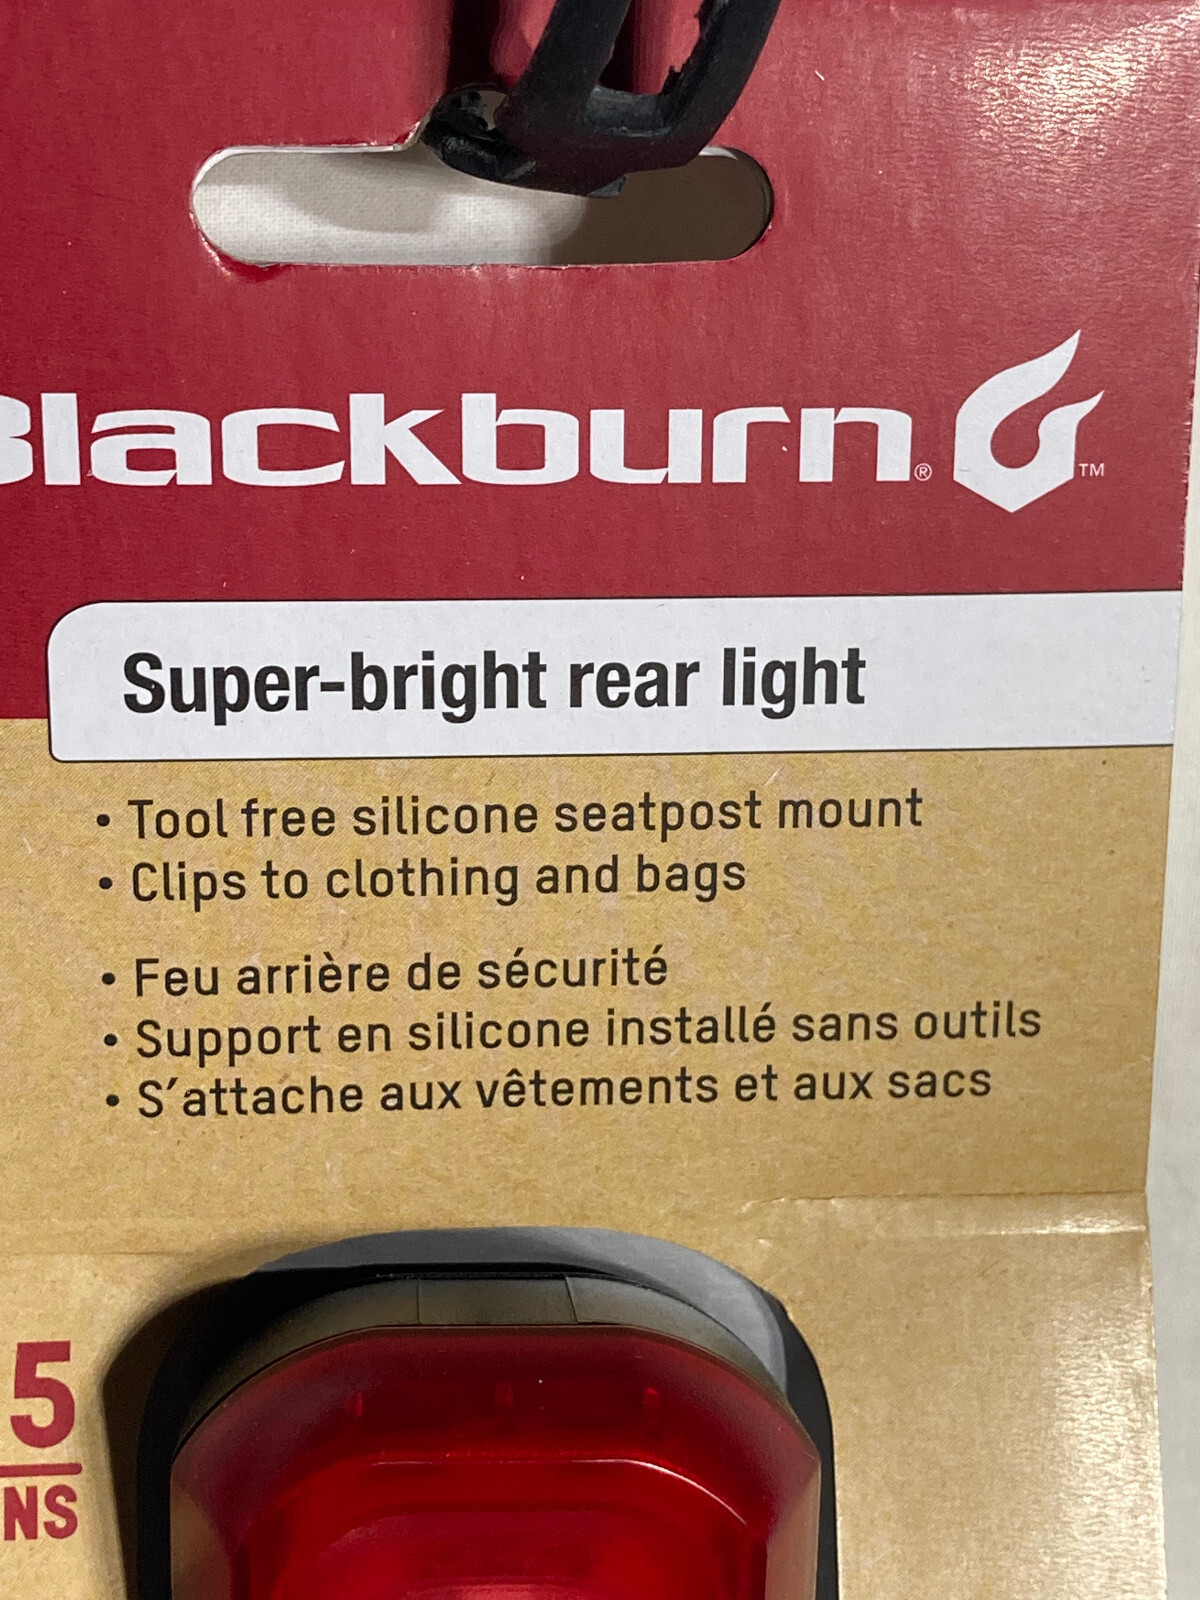 Blackburn® ™
Super-bright rear light
• Tool free silicone seatpost mount
• Clips to clothing and bags
• Feu arrière de sécurité
• Support en silicone installé sans outils
• S'attache aux vêtements et aux sacs
5
NS